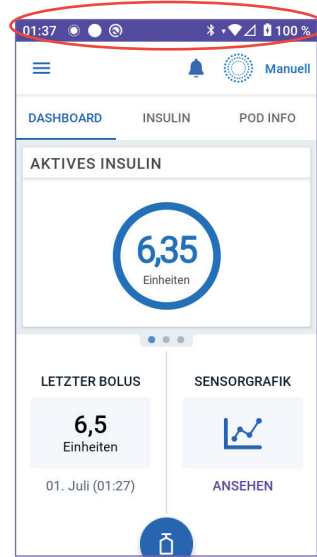 01:37 100 %
Manuell
DASHBOARD INSULIN POD INFO
AKTIVES INSULIN
6,35
Einheiten
LETZTER BOLUS SENSORGRAFIK
6,5
Einheiten
01. Juli (01:27) ANSEHEN